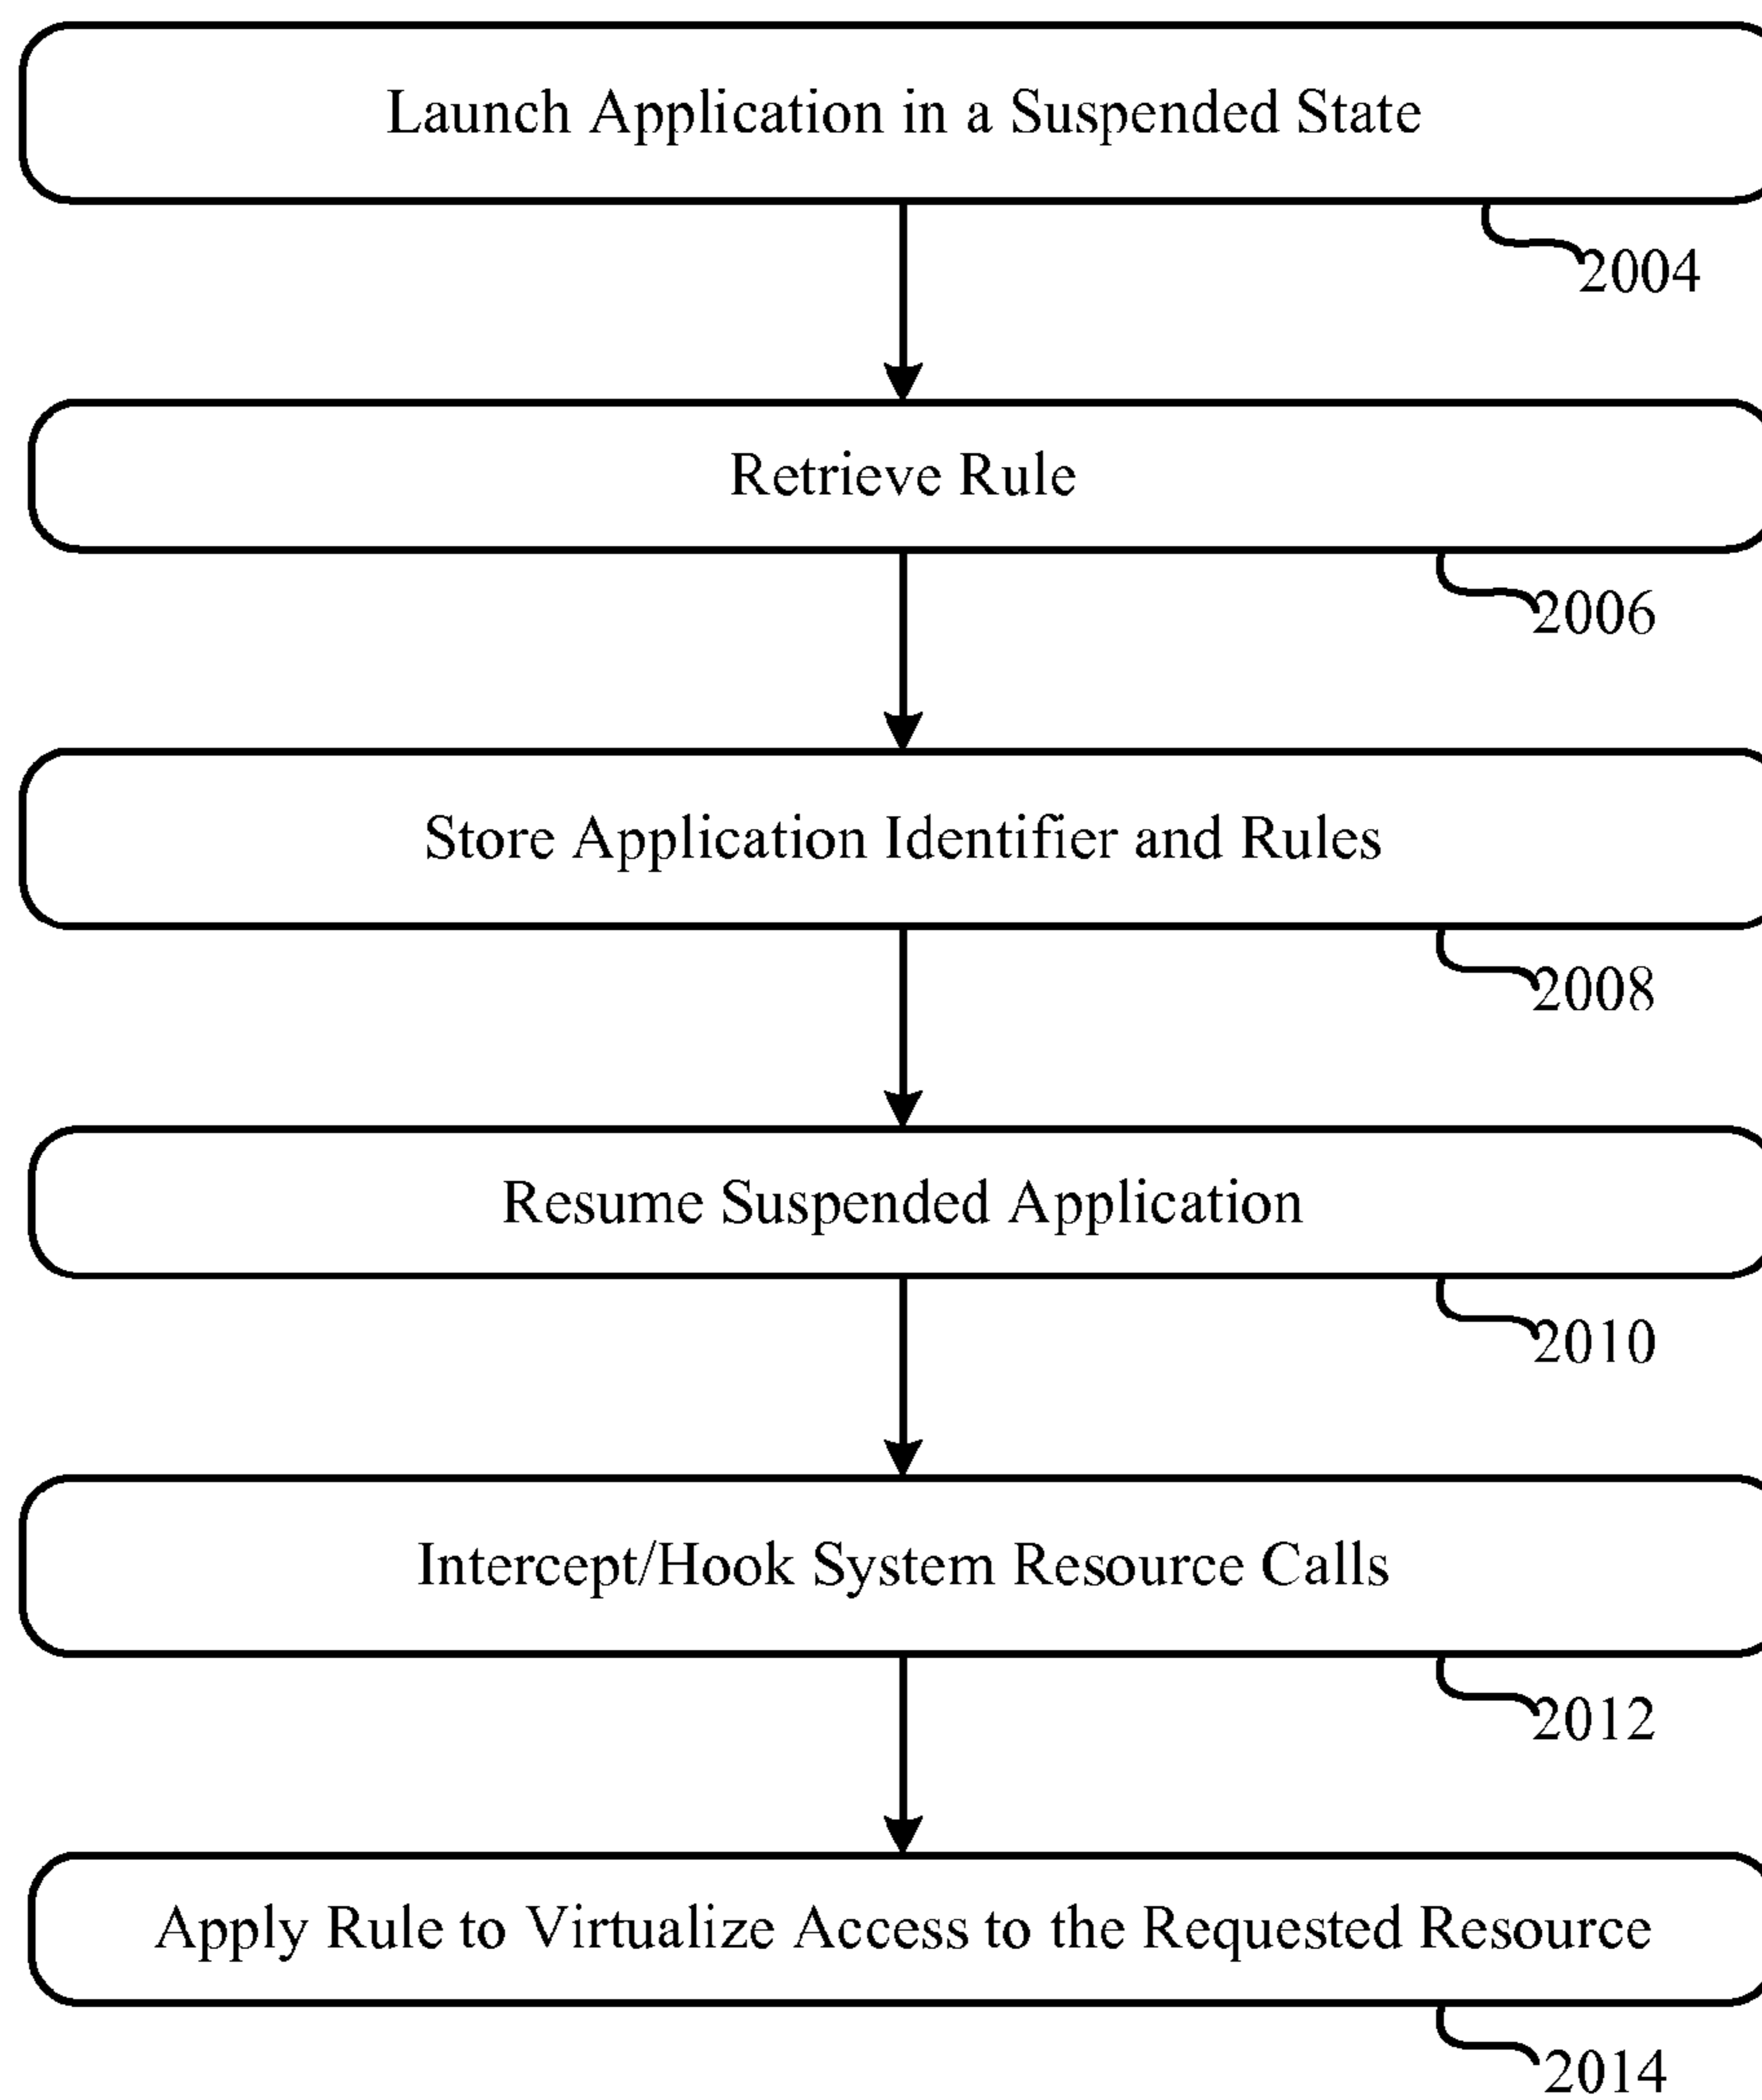 Launch Application in a Suspended State
2004
Retrieve Rule
2006
Store Application Identifier and Rules
2008
Resume Suspended Application
2010
Intercept/Hook System Resource Calls
2012
Apply Rule to Virtualize Access to the Requested Resource
2014